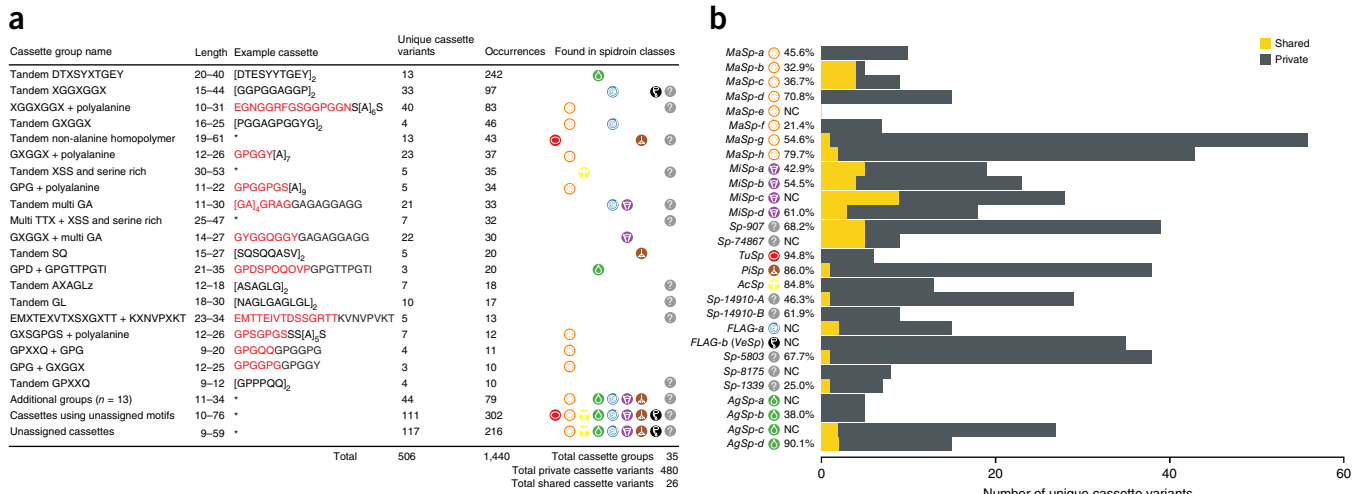 a
Cassette group name Length Example cassette Unique cassette variants Occurrences Found in spidroin classes
Tandem DTXSYXTGEY 20–40 [DTESYYTGEY]2 13 242
Tandem XGGXGGX 15–44 [GGPGGAGGP]2 33 97 ?
XGGXGGX + polyalanine 10–31 EGNGGRFGSGGPGGNS[A]6S 40 83 ?
Tandem GXGGX 16–25 [PGGAGPGGYG]2 4 46
Tandem non-alanine homopolymer 19–61 * 13 43 ?
GXGGX + polyalanine 12–26 GPGGY[A]7 23 37
Tandem XSS and serine rich 30–53 * 5 35 ?
GPG + polyalanine 11–22 GPGGPGS[A]9 5 34
Tandem multi GA 11–30 [GA]4GRAGGAGAGGAGG 21 33 ?
Multi TTX + XSS and serine rich 25–47 * 7 32 ?
GXGGX + multi GA 14–27 GYGGQGGYGAGAGGAGG 22 30
Tandem SQ 15–27 [SQSQQASV]2 5 20
GPD + GPGTTPGTI 21–35 GPDSPOQOVPGPGTTPGTI 3 20
Tandem AXAGLz 12–18 [ASAGLG]2 7 18 ?
Tandem GL 18–30 [NAGLGAGLGL]2 10 17 ?
EMXTEXVTXSXGXTT + KXNVPXKT 23–34 EMTTEIVTDSSGRTTKVNVPVKT 5 13 ?
GXSGPGS + polyalanine 12–26 GPSGPGSSS[A]5S 7 12
GPXXQ + GPG 9–20 GPGQQGPGGPG 4 11
GPG + GXGGX 12–25 GPGGPGGPGGY 3 10
Tandem GPXXQ 9–12 [GPPPQQ]2 4 10 ?
Additional groups (n = 13) 11–34 * 44 79 ?
Cassettes using unassigned motifs 10–76 * 111 302 ?
Unassigned cassettes 9–59 * 117 216 ?
Total 506 1,440 Total cassette groups 35
Total private cassette variants 480
Total shared cassette variants 26
b
Shared
Private
MaSp-a 45.6%
MaSp-b 32.9%
MaSp-c 36.7%
MaSp-d 70.8%
MaSp-e NC
MaSp-f 21.4%
MaSp-g 54.6%
MaSp-h 79.7%
MiSp-a 42.9%
MiSp-b 54.5%
MiSp-c NC
MiSp-d 61.0%
Sp-907 ? 68.2%
Sp-74867 ? NC
TuSp 94.8%
PiSp 86.0%
AcSp 84.8%
Sp-14910-A ? 46.3%
Sp-14910-B ? 61.9%
FLAG-a NC
FLAG-b (VeSp) NC
Sp-5803 ? 67.7%
Sp-8175 ? NC
Sp-1339 ? 25.0%
AgSp-a NC
AgSp-b 38.0%
AgSp-c NC
AgSp-d 90.1%
0 20 40 60
Number of unique cassette variants